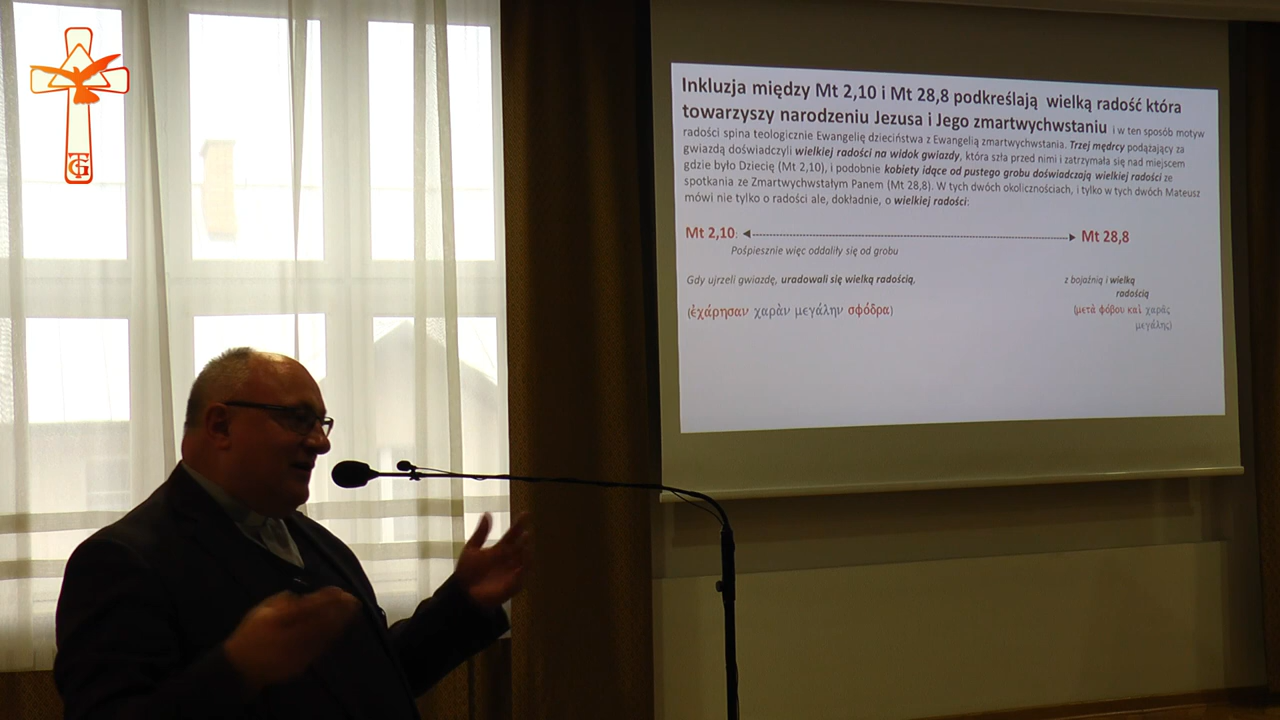 Inkluzja między Mt 2,10 i Mt 28,8 podkreślają wielką radość która
towarzyszy narodzeniu Jezusa i Jego zmartwychwstaniu i w ten sposób motyw
radości spina teologicznie Ewangelię dzieciństwa z Ewangelią zmartwychwstania. Trzej mędrcy podążający za
gwiazdą doświadczyli wielkiej radości na widok gwiazdy, która szła przed nimi i zatrzymała się nad miejscem
gdzie było Dziecię (Mt 2,10), i podobnie kobiety idące od pustego grobu doświadczają wielkiej radości ze
spotkania ze Zmartwychwstałym Panem (Mt 28,8). W tych dwóch okolicznościach, i tylko w tych dwóch Mateusz
mówi nie tylko o radości ale, dokładnie, o wielkiej radości:
Mt 2,10: Mt 28,8
Pośpiesznie więc oddaliły się od grobu
Gdy ujrzeli gwiazdę, uradowali się wielką radością, z bojaźnią i wielką
radością
(ἐχάρησαν χαρὰν μεγάλην σφόδρα) (μετὰ φόβου καὶ χαρᾶς
μεγάλης)